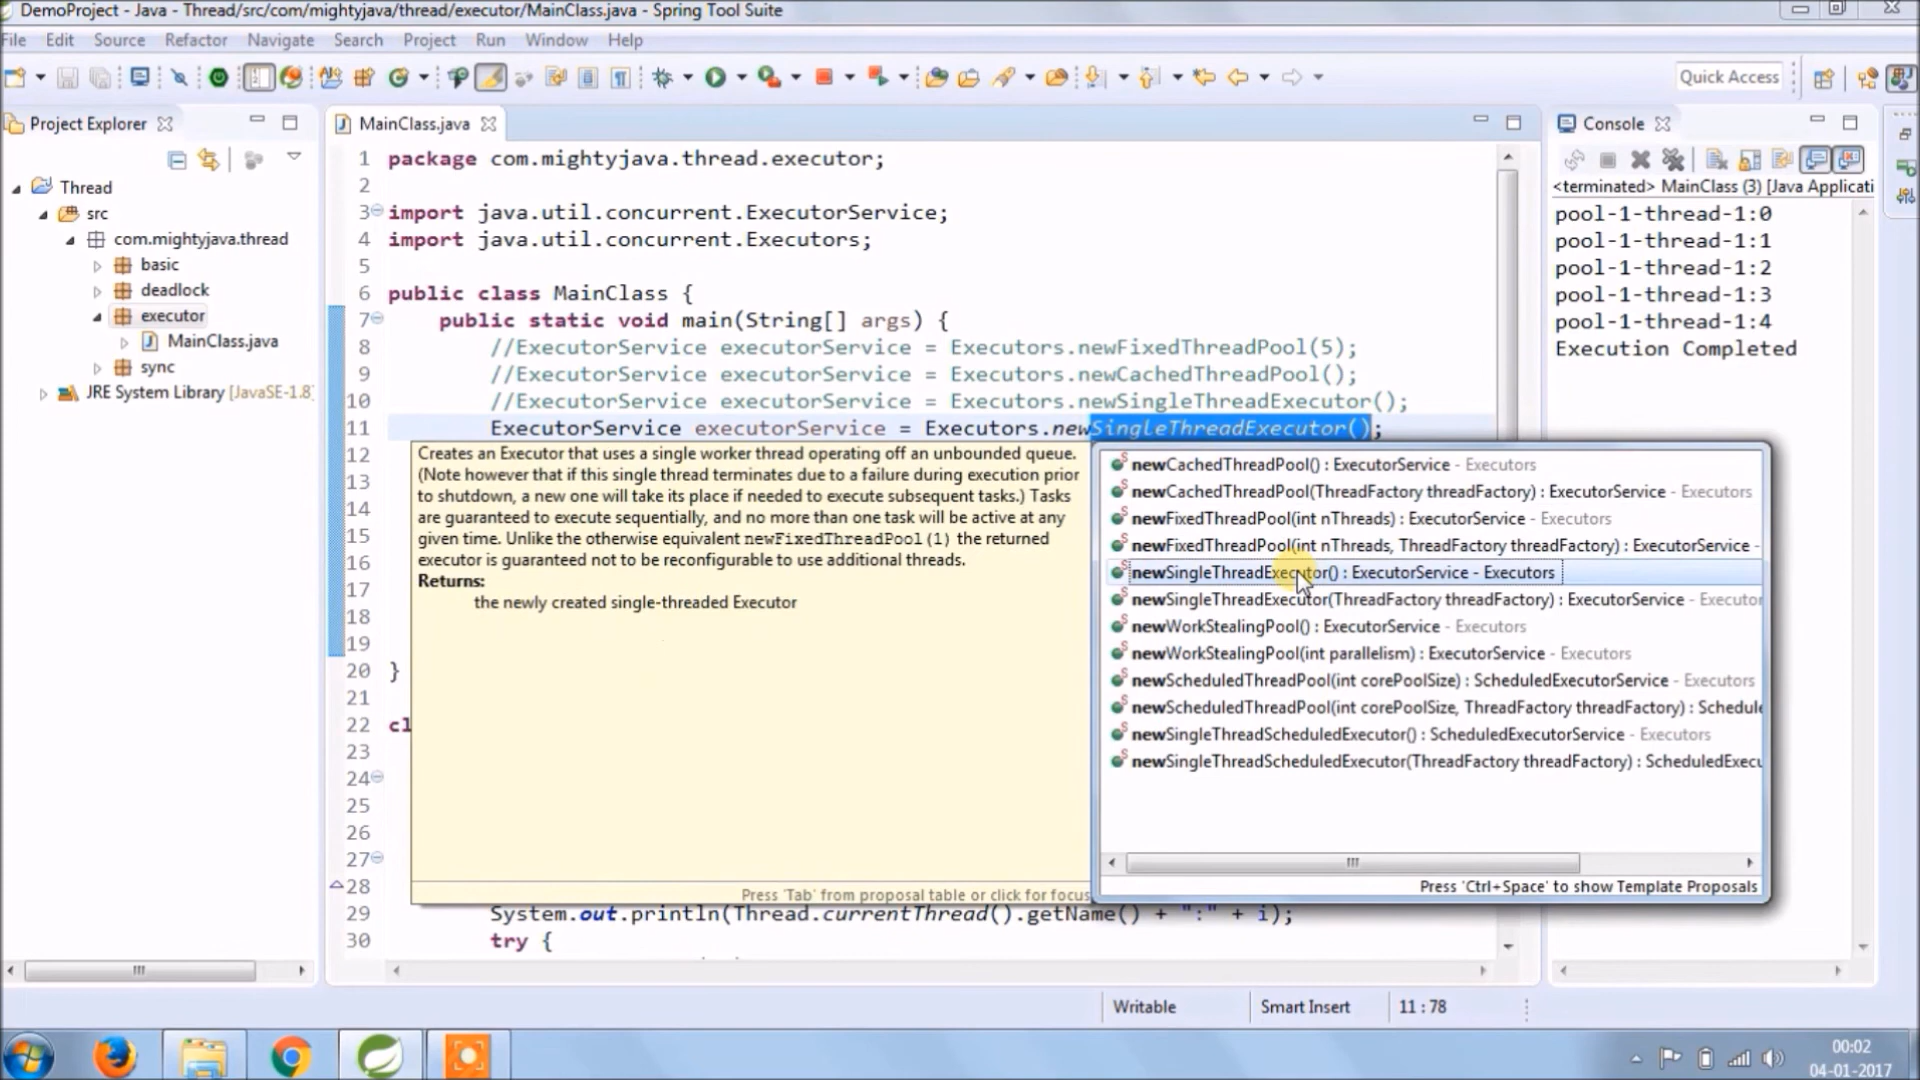 DemoProject - Java - Thread/src/com/mightyjava/thread/executor/MainClass.java - Spring Tool Suite
File Edit Source Refactor Navigate Search Project Run Window Help
Quick Access
Project Explorer
Thread
src
com.mightyjava.thread
basic
deadlock
executor
MainClass.java
sync
JRE System Library [JavaSE-1.8]
MainClass.java
1 package com.mightyjava.thread.executor;
2
3 import java.util.concurrent.ExecutorService;
4 import java.util.concurrent.Executors;
5
6 public class MainClass {
7 public static void main(String[] args) {
8 //ExecutorService executorService = Executors.newFixedThreadPool(5);
9 //ExecutorService executorService = Executors.newCachedThreadPool();
10 //ExecutorService executorService = Executors.newSingleThreadExecutor();
11 ExecutorService executorService = Executors.newSingleThreadExecutor();
12
13
14
15
16
17
18
19
20 }
21
22 cl
23
24
25
26
27
28
29 System.out.println(Thread.currentThread().getName() + ":" + i);
30 try {
Creates an Executor that uses a single worker thread operating off an unbounded queue.
(Note however that if this single thread terminates due to a failure during execution prior
to shutdown, a new one will take its place if needed to execute subsequent tasks.) Tasks
are guaranteed to execute sequentially, and no more than one task will be active at any
given time. Unlike the otherwise equivalent newFixedThreadPool(1) the returned
executor is guaranteed not to be reconfigurable to use additional threads.
Returns:
the newly created single-threaded Executor
Press 'Tab' from proposal table or click for focus
newCachedThreadPool() : ExecutorService - Executors
newCachedThreadPool(ThreadFactory threadFactory) : ExecutorService - Executors
newFixedThreadPool(int nThreads) : ExecutorService - Executors
newFixedThreadPool(int nThreads, ThreadFactory threadFactory) : ExecutorService -
newSingleThreadExecutor() : ExecutorService - Executors
newSingleThreadExecutor(ThreadFactory threadFactory) : ExecutorService - Executor
newWorkStealingPool() : ExecutorService - Executors
newWorkStealingPool(int parallelism) : ExecutorService - Executors
newScheduledThreadPool(int corePoolSize) : ScheduledExecutorService - Executors
newScheduledThreadPool(int corePoolSize, ThreadFactory threadFactory) : Schedule
newSingleThreadScheduledExecutor() : ScheduledExecutorService - Executors
newSingleThreadScheduledExecutor(ThreadFactory threadFactory) : ScheduledExecu
Press 'Ctrl+Space' to show Template Proposals
Console
<terminated> MainClass (3) [Java Applicati
pool-1-thread-1:0
pool-1-thread-1:1
pool-1-thread-1:2
pool-1-thread-1:3
pool-1-thread-1:4
Execution Completed
Writable Smart Insert 11 : 78
00:02
04-01-2017